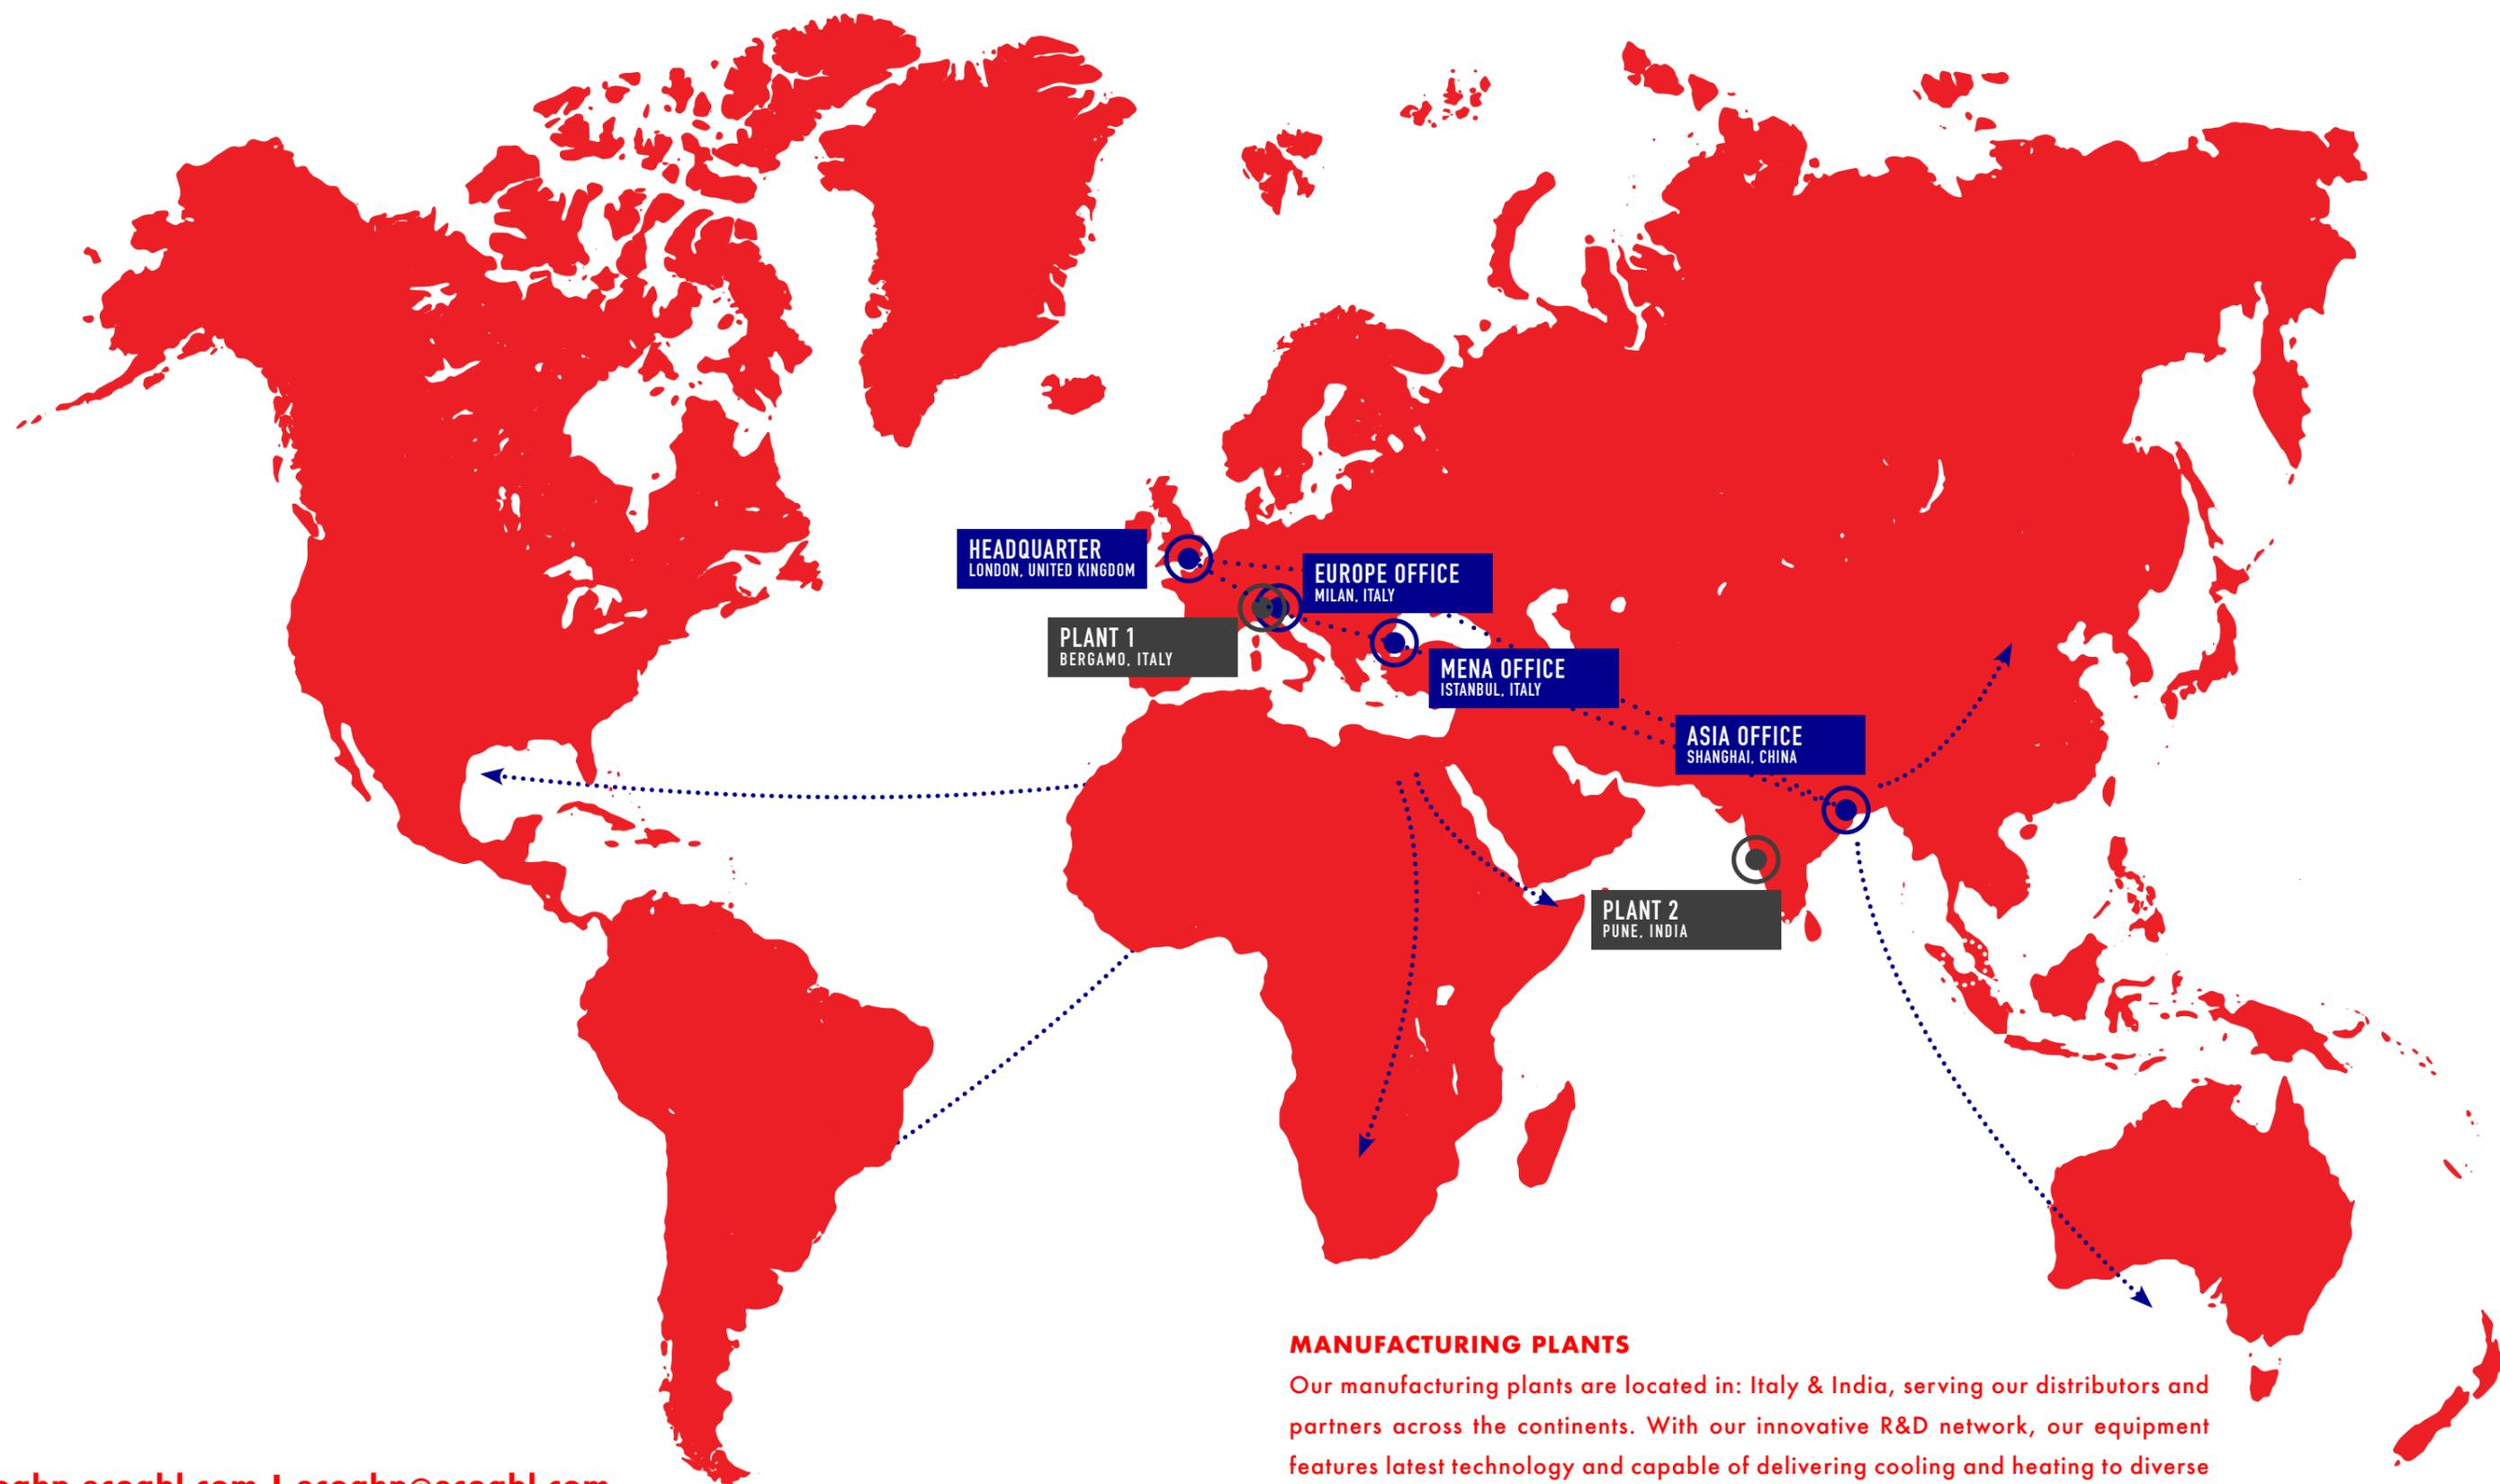 HEADQUARTER
LONDON, UNITED KINGDOM
EUROPE OFFICE
MILAN, ITALY
PLANT 1
BERGAMO, ITALY
MENA OFFICE
ISTANBUL, ITALY
ASIA OFFICE
SHANGHAI, CHINA
PLANT 2
PUNE, INDIA
MANUFACTURING PLANTS
Our manufacturing plants are located in: Italy & India, serving our distributors and
partners across the continents. With our innovative R&D network, our equipment
features latest technology and capable of delivering cooling and heating to diverse